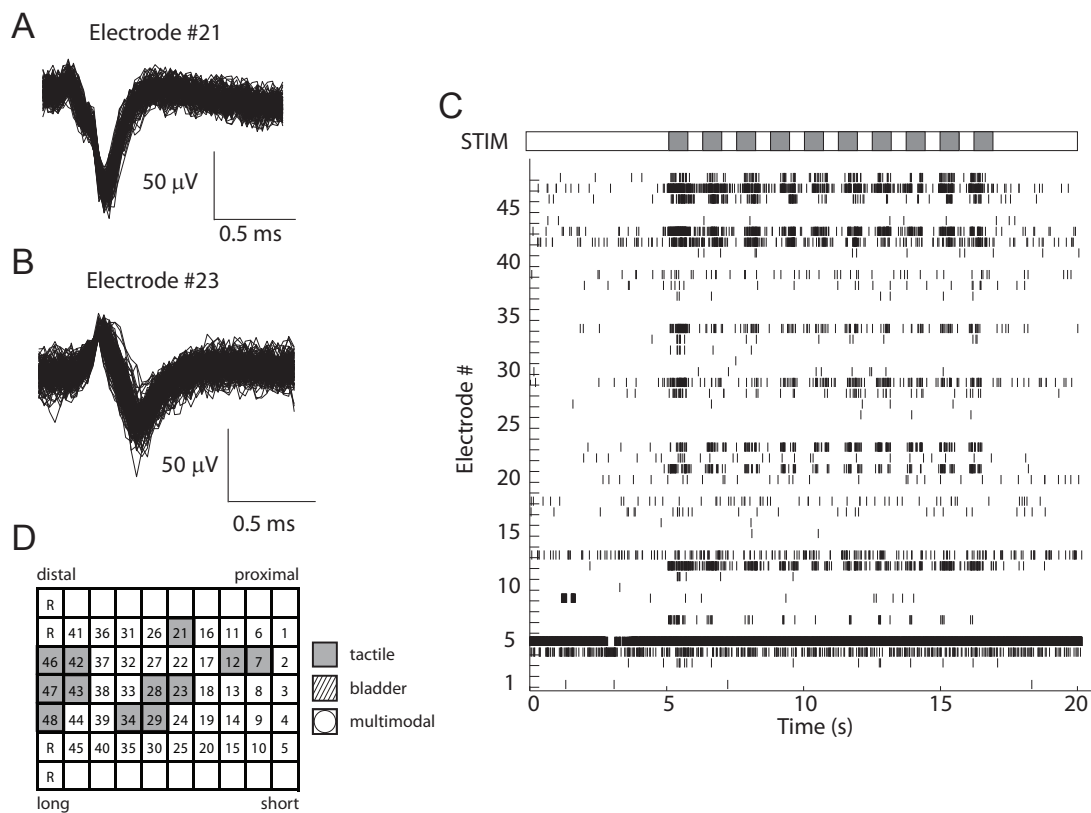 A
Electrode #21
50 μV
0.5 ms
B
Electrode #23
50 μV
0.5 ms
C
STIM
Electrode #
45
40
35
30
25
20
15
10
5
1
0 5 10 15 20
Time (s)
D
distal proximal
R
R 41 36 31 26 21 16 11 6 1
46 42 37 32 27 22 17 12 7 2
47 43 38 33 28 23 18 13 8 3
48 44 39 34 29 24 19 14 9 4
R 45 40 35 30 25 20 15 10 5
R
long short
tactile
bladder
multimodal